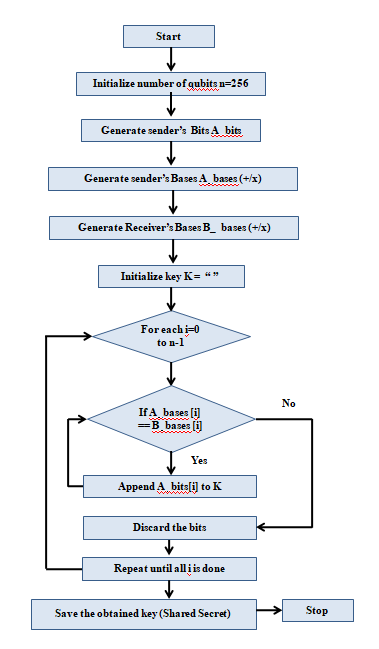 Start
Initialize number of qubits n=256
Generate sender's Bits A_bits
Generate sender's Bases A_bases (+/x)
Generate Receiver's Bases B_ bases (+/x)
Initialize key K= “ ”
For each i=0
to n-1
If A_bases [i]
== B_bases [i]
No
Yes
Append A_bits[i] to K
Discard the bits
Repeat until all i is done
Save the obtained key (Shared Secret)
Stop